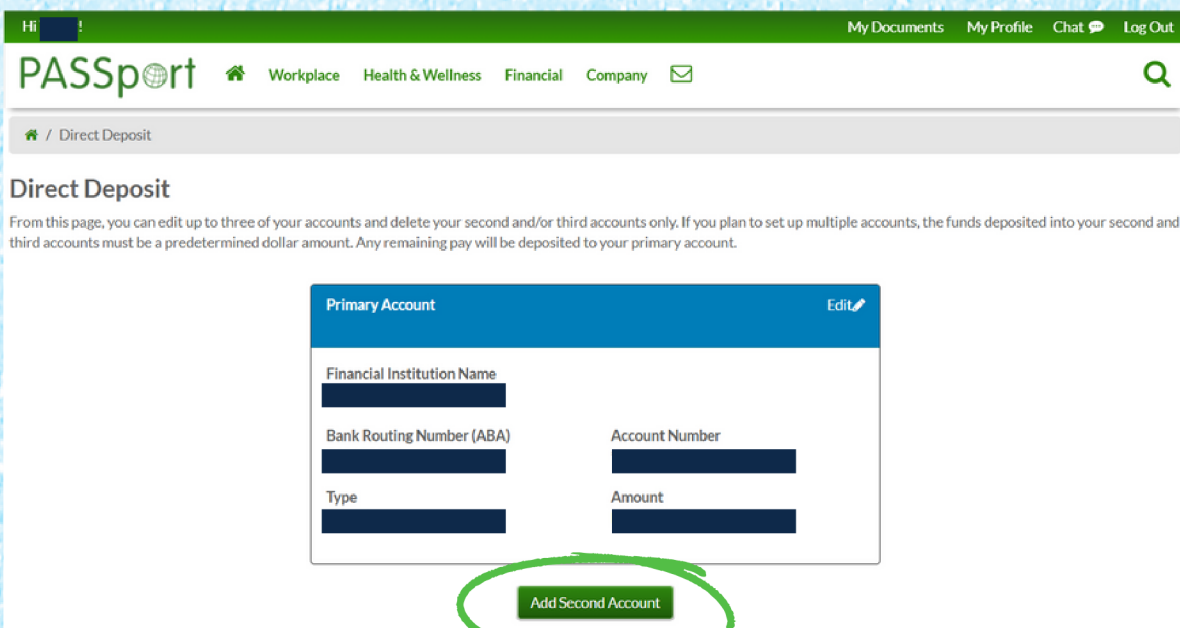 Hi !
My Documents My Profile Chat Log Out
PASSport
Workplace Health & Wellness Financial Company
/ Direct Deposit
Direct Deposit
From this page, you can edit up to three of your accounts and delete your second and/or third accounts only. If you plan to set up multiple accounts, the funds deposited into your second and
third accounts must be a predetermined dollar amount. Any remaining pay will be deposited to your primary account.
Primary Account Edit
Financial Institution Name
Bank Routing Number (ABA) Account Number
Type Amount
Add Second Account